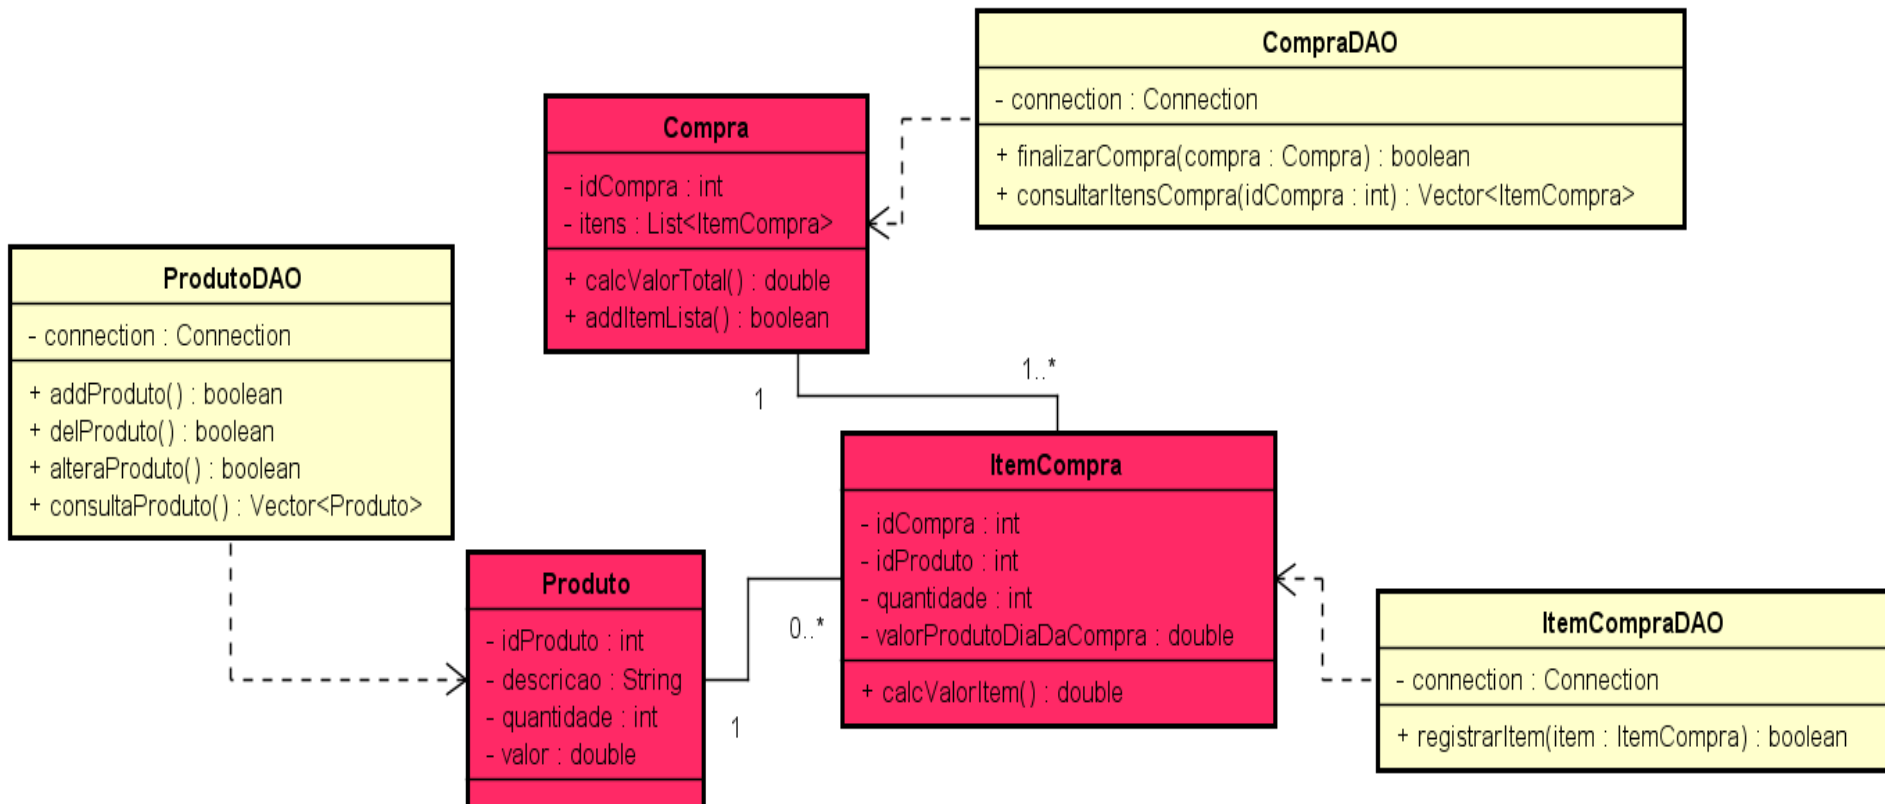 CompraDAO
- connection : Connection
+ finalizarCompra(compra : Compra) : boolean
+ consultarItensCompra(idCompra : int) : Vector<ItemCompra>
Compra
- idCompra : int
- itens : List<ItemCompra>
+ calcValorTotal() : double
+ addItemLista() : boolean
ProdutoDAO
- connection : Connection
+ addProduto() : boolean
+ delProduto() : boolean
+ alteraProduto() : boolean
+ consultaProduto() : Vector<Produto>
1
1..*
ItemCompra
- idCompra : int
- idProduto : int
- quantidade : int
- valorProdutoDiaDaCompra : double
+ calcValorItem() : double
Produto
- idProduto : int
- descricao : String
- quantidade : int
- valor : double
0..*
1
ItemCompraDAO
- connection : Connection
+ registrarItem(item : ItemCompra) : boolean